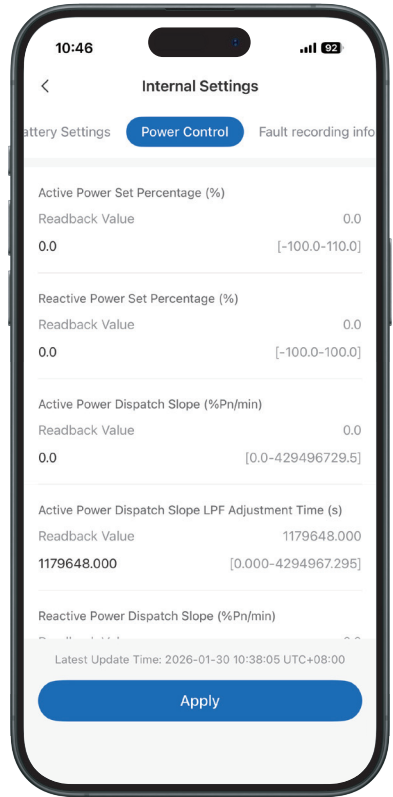 10:46
92
Internal Settings
ttery Settings Power Control Fault recording info
Active Power Set Percentage (%)
Readback Value 0.0
0.0 [-100.0-110.0]
Reactive Power Set Percentage (%)
Readback Value 0.0
0.0 [-100.0-100.0]
Active Power Dispatch Slope (%Pn/min)
Readback Value 0.0
0.0 [0.0-429496729.5]
Active Power Dispatch Slope LPF Adjustment Time (s)
Readback Value 1179648.000
1179648.000 [0.000-4294967.295]
Reactive Power Dispatch Slope (%Pn/min)
Latest Update Time: 2026-01-30 10:38:05 UTC+08:00
Apply